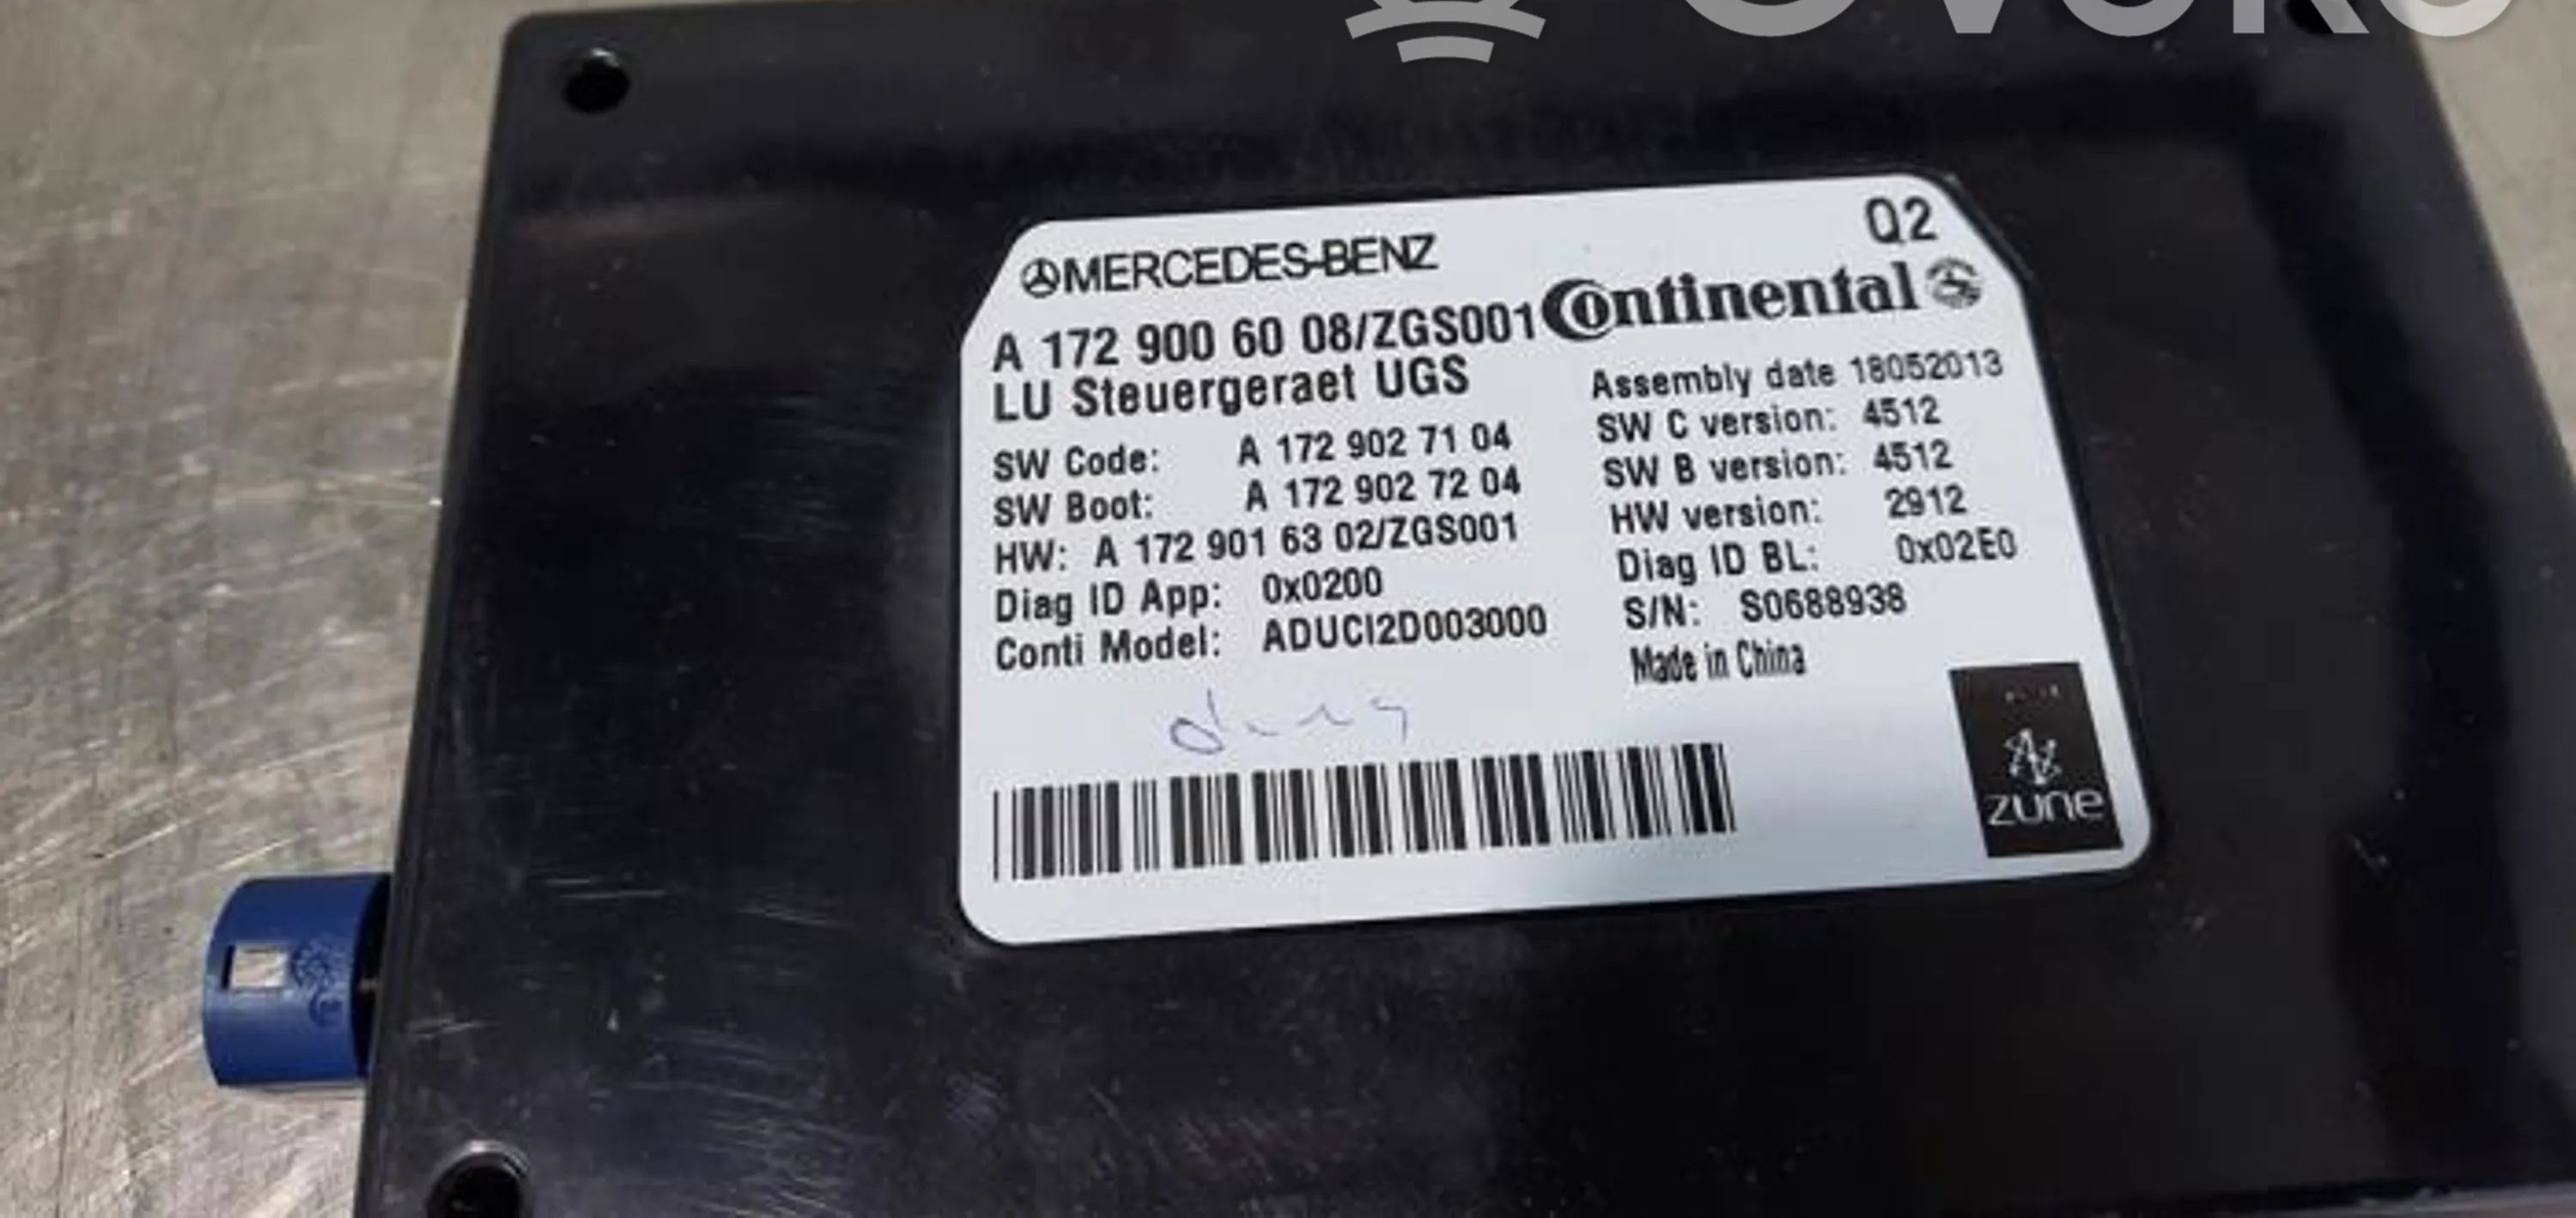 Q2
MERCEDES-BENZ
Continental
A 172 900 60 08/ZGS001
LU Steuergeraet UGS
Assembly date 18052013
SW Code: A 172 902 71 04
SW C version: 4512
SW Boot: A 172 902 72 04
SW B version: 4512
HW: A 172 901 63 02/ZGS001
HW version: 2912
Diag ID App: 0x0200
Diag ID BL: 0x02E0
Conti Model: ADUCI2D003000
S/N: S0688938
Made in China
zune